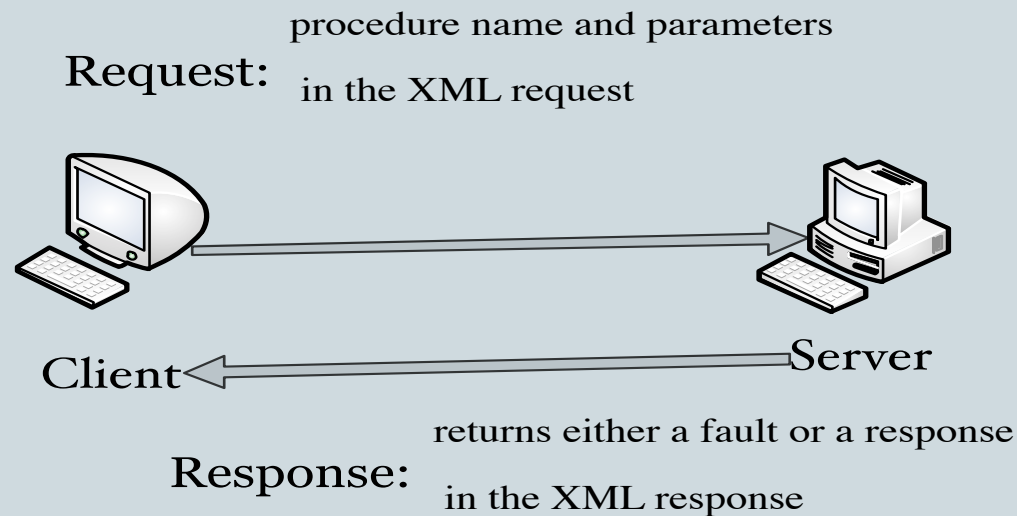 procedure name and parameters
Request:
in the XML request
Client
Server
returns either a fault or a response
Response:
in the XML response